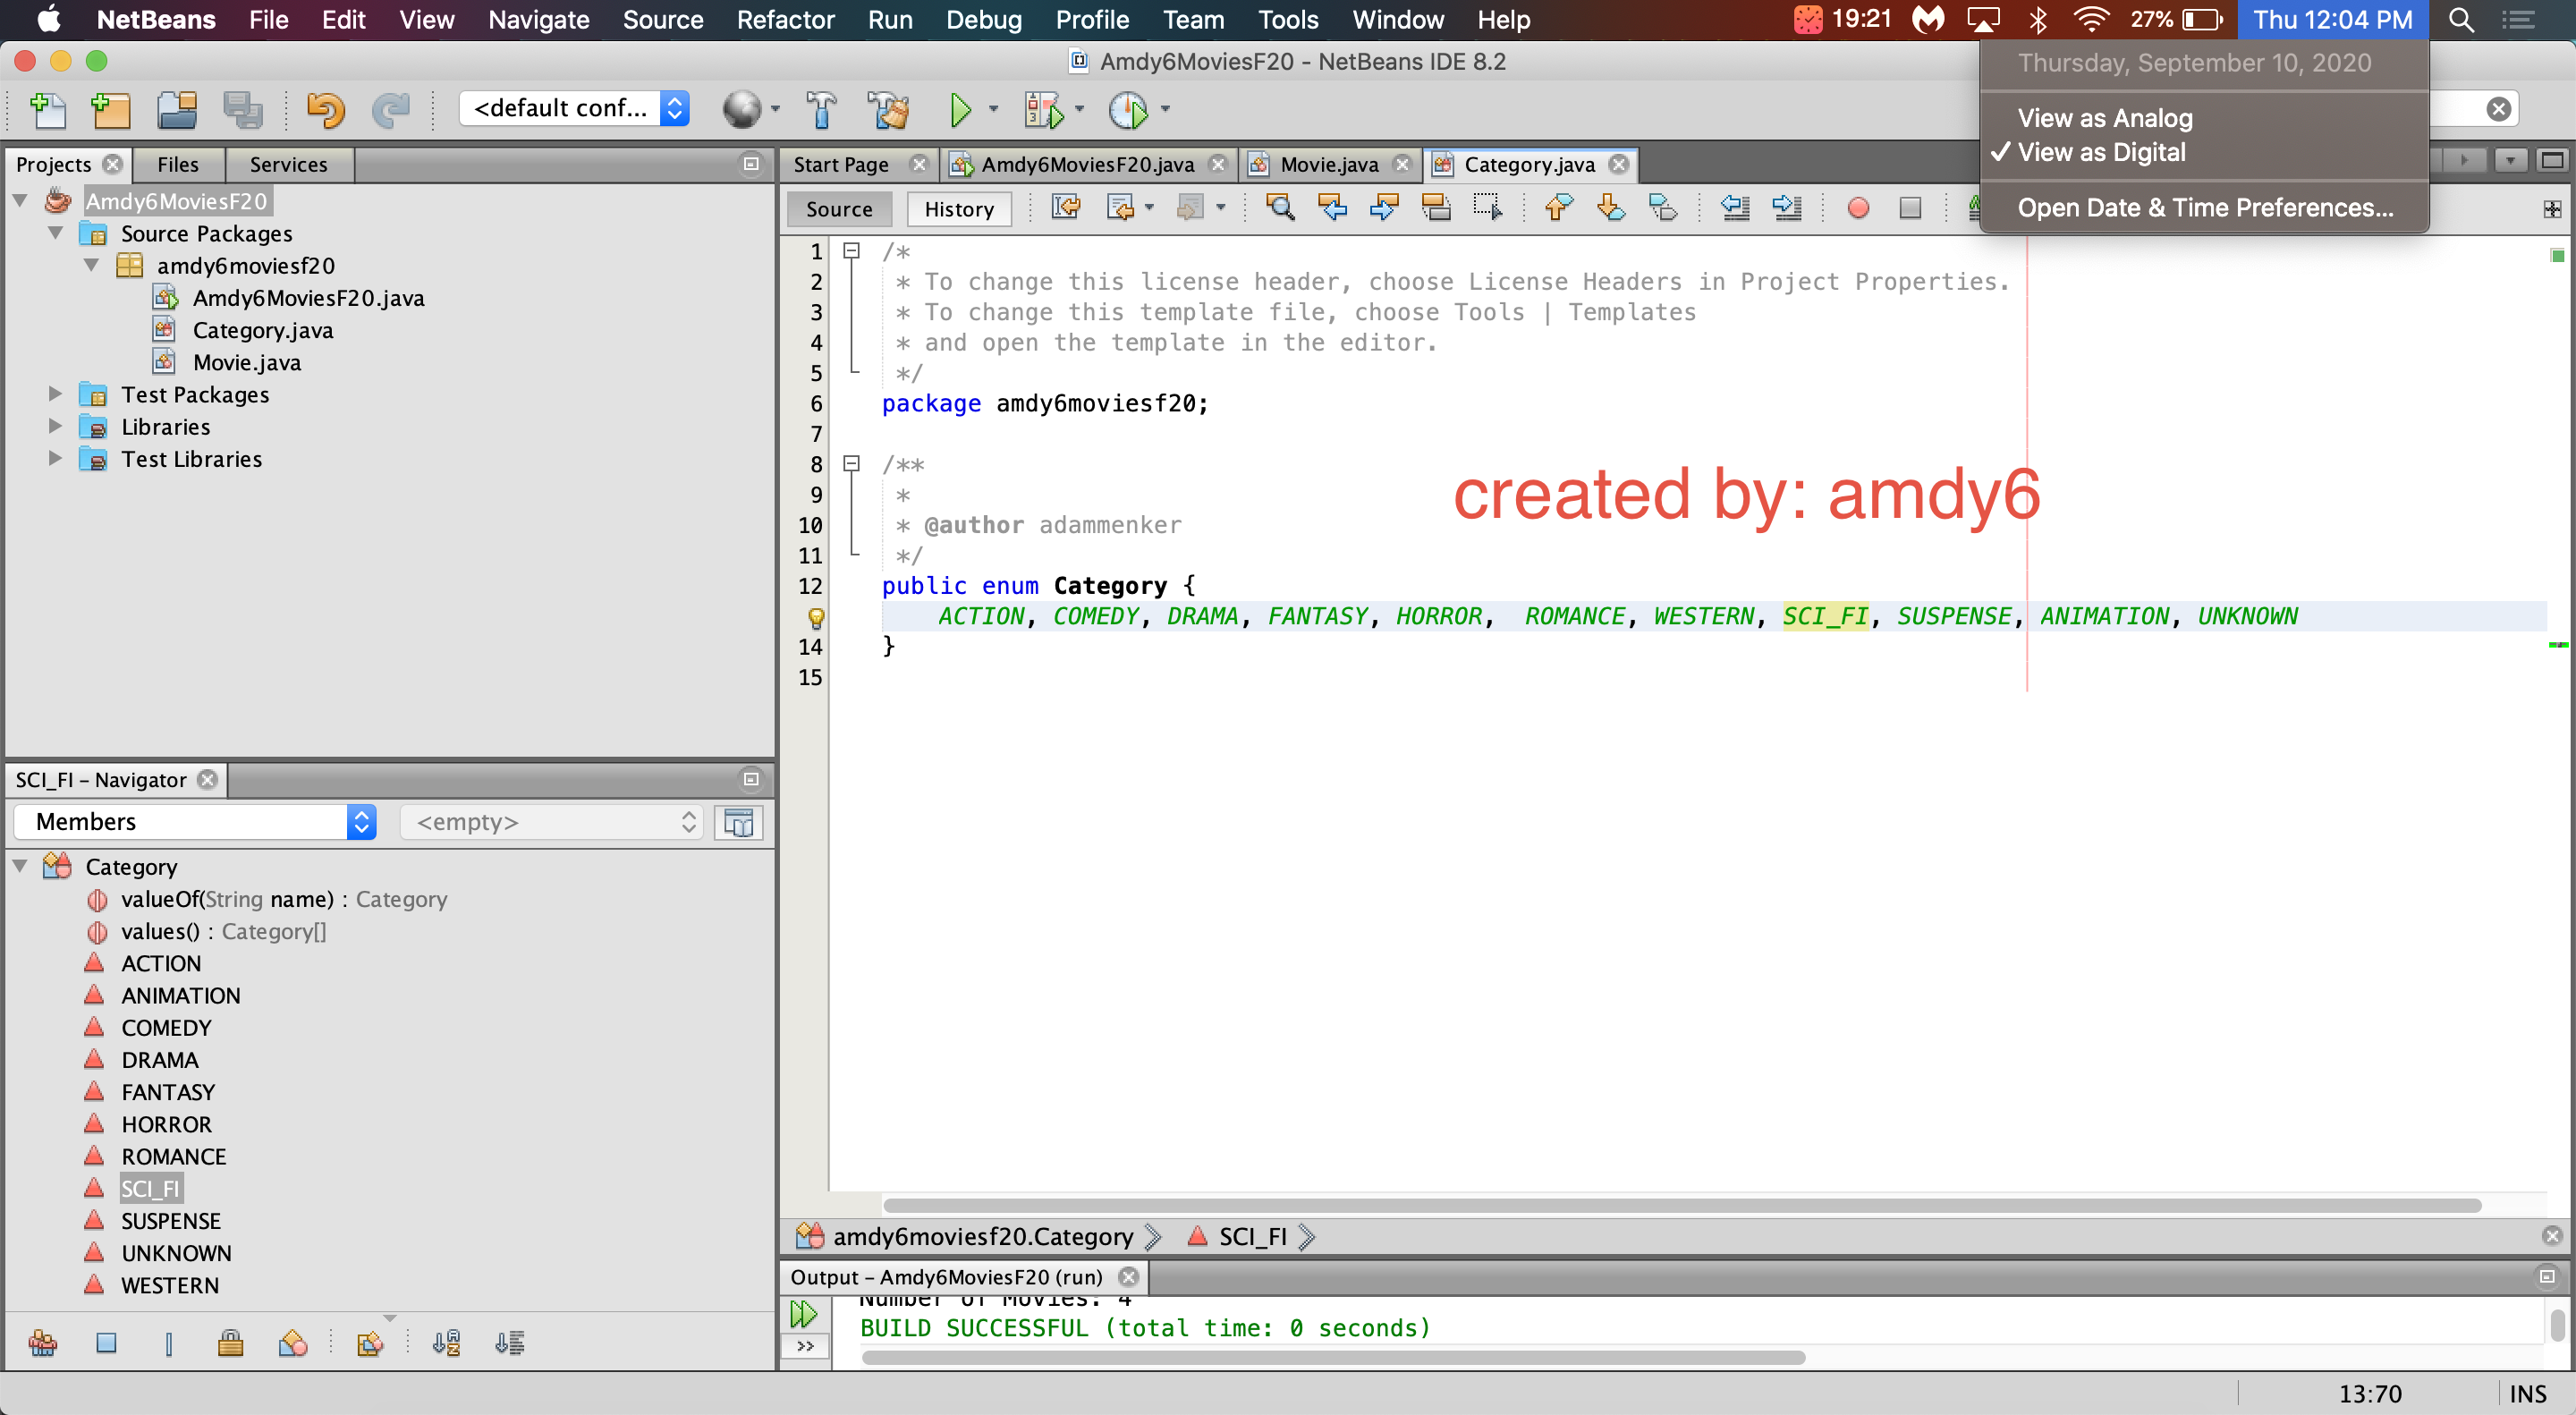 NetBeans File Edit View Navigate Source Refactor Run Debug Profile Team Tools Window Help 19:21 27% Thu 12:04 PM
Amdy6MoviesF20 - NetBeans IDE 8.2
Thursday, September 10, 2020
View as Analog
✓ View as Digital
Open Date & Time Preferences...
<default conf...
Projects Files Services
Amdy6MoviesF20
Source Packages
amdy6moviesf20
Amdy6MoviesF20.java
Category.java
Movie.java
Test Packages
Libraries
Test Libraries
SCI_FI - Navigator
Members <empty>
Category
valueOf(String name) : Category
values() : Category[]
ACTION
ANIMATION
COMEDY
DRAMA
FANTASY
HORROR
ROMANCE
SCI_FI
SUSPENSE
UNKNOWN
WESTERN
Start Page Amdy6MoviesF20.java Movie.java Category.java
Source History
1 /*
2 * To change this license header, choose License Headers in Project Properties.
3 * To change this template file, choose Tools | Templates
4 * and open the template in the editor.
5 */
6 package amdy6moviesf20;
7
8 /**
9 *
10 * @author adammenker
11 */
12 public enum Category {
ACTION, COMEDY, DRAMA, FANTASY, HORROR, ROMANCE, WESTERN, SCI_FI, SUSPENSE, ANIMATION, UNKNOWN
14 }
15
created by: amdy6
amdy6moviesf20.Category SCI_FI
Output - Amdy6MoviesF20 (run)
Number of Movies: 4
BUILD SUCCESSFUL (total time: 0 seconds)
13:70 INS